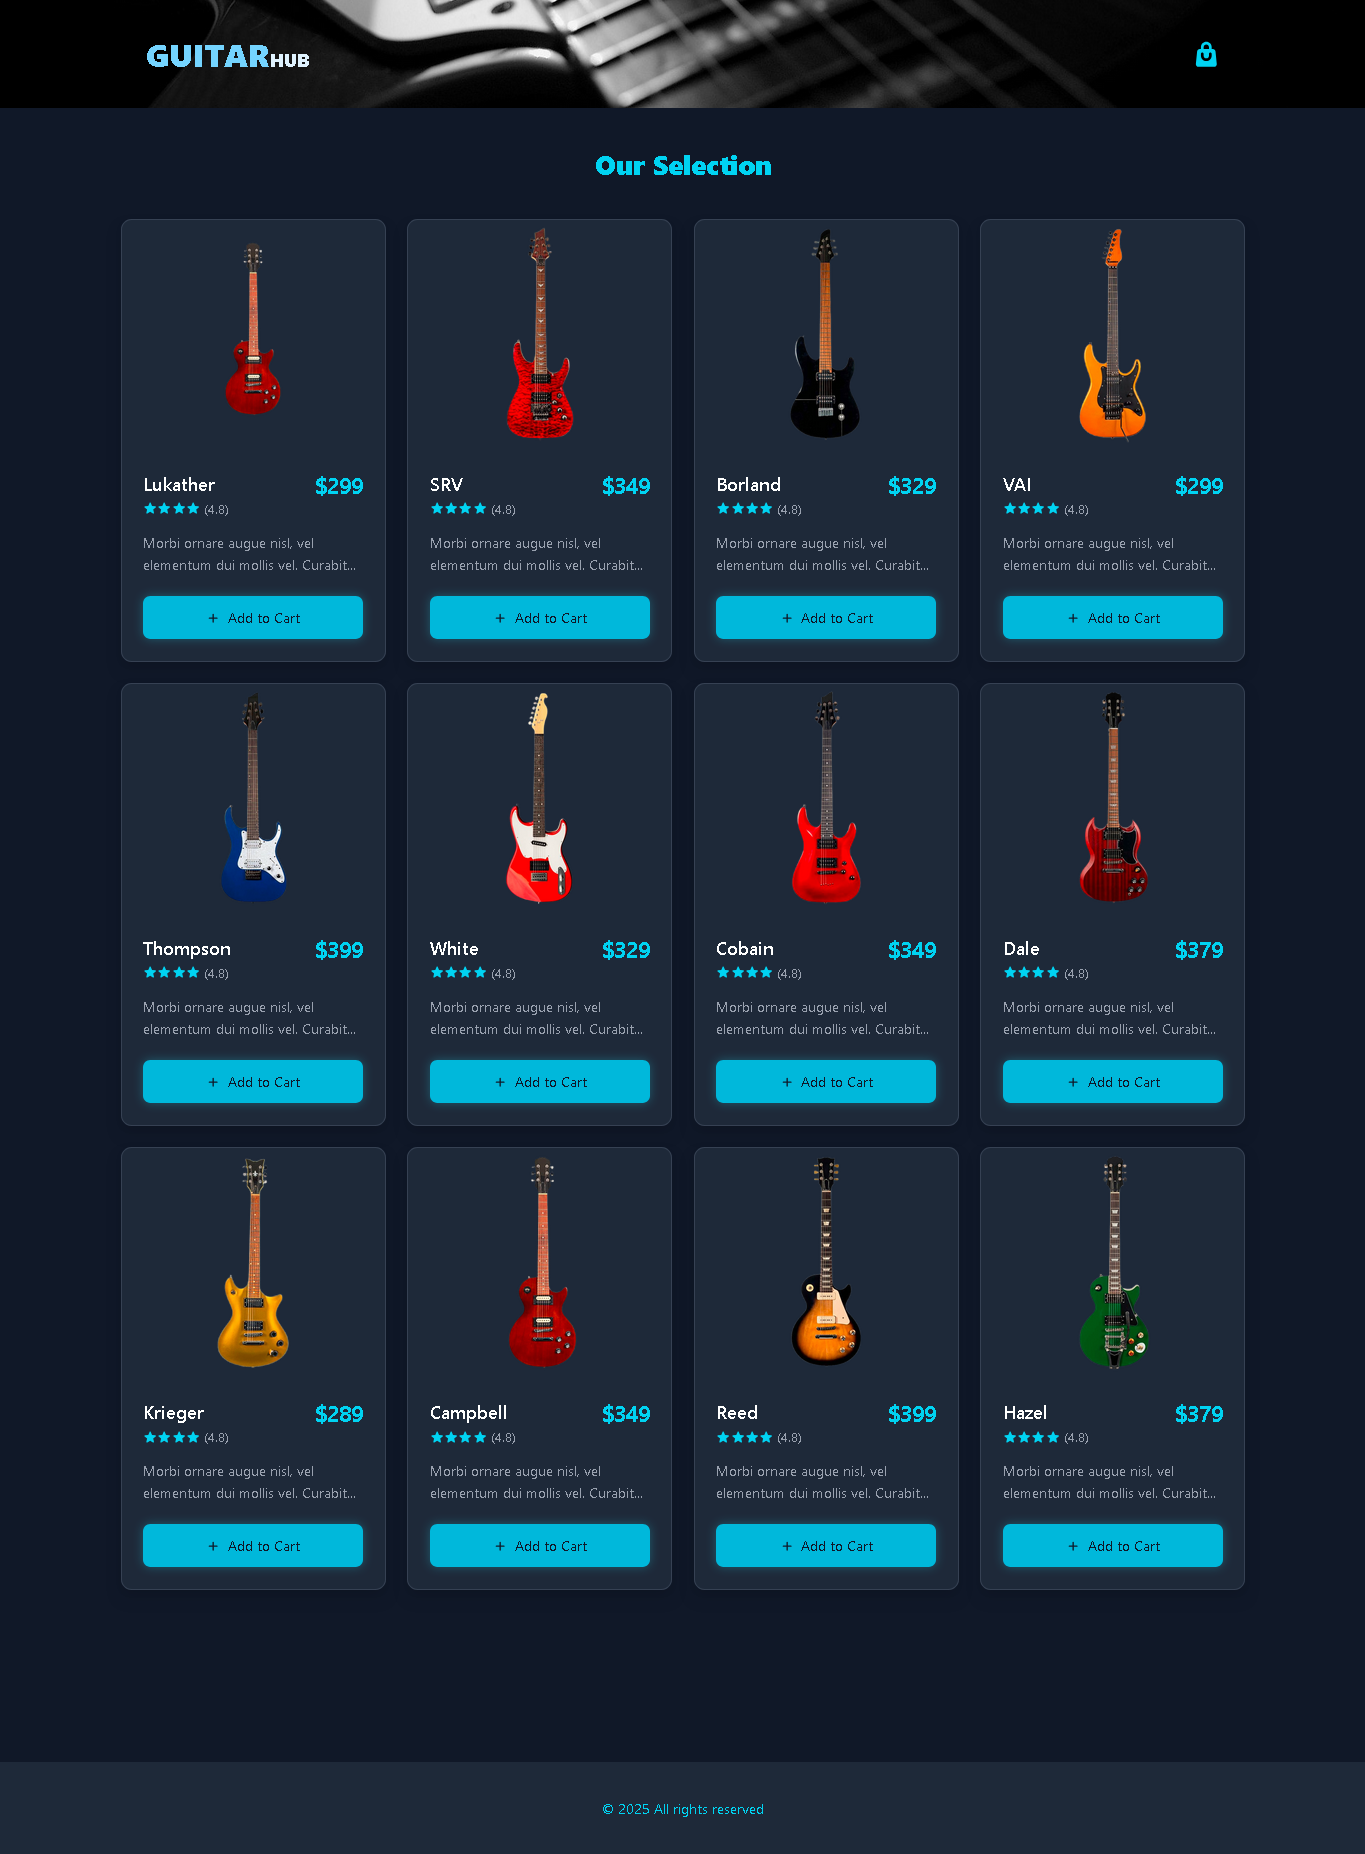 GUITARHUB
Our Selection
Lukather $299
(4.8)
Morbi ornare augue nisl, vel
elementum dui mollis vel. Curabit...
+ Add to Cart
SRV $349
(4.8)
Morbi ornare augue nisl, vel
elementum dui mollis vel. Curabit...
+ Add to Cart
Borland $329
(4.8)
Morbi ornare augue nisl, vel
elementum dui mollis vel. Curabit...
+ Add to Cart
VAI $299
(4.8)
Morbi ornare augue nisl, vel
elementum dui mollis vel. Curabit...
+ Add to Cart
Thompson $399
(4.8)
Morbi ornare augue nisl, vel
elementum dui mollis vel. Curabit...
+ Add to Cart
White $329
(4.8)
Morbi ornare augue nisl, vel
elementum dui mollis vel. Curabit...
+ Add to Cart
Cobain $349
(4.8)
Morbi ornare augue nisl, vel
elementum dui mollis vel. Curabit...
+ Add to Cart
Dale $379
(4.8)
Morbi ornare augue nisl, vel
elementum dui mollis vel. Curabit...
+ Add to Cart
Krieger $289
(4.8)
Morbi ornare augue nisl, vel
elementum dui mollis vel. Curabit...
+ Add to Cart
Campbell $349
(4.8)
Morbi ornare augue nisl, vel
elementum dui mollis vel. Curabit...
+ Add to Cart
Reed $399
(4.8)
Morbi ornare augue nisl, vel
elementum dui mollis vel. Curabit...
+ Add to Cart
Hazel $379
(4.8)
Morbi ornare augue nisl, vel
elementum dui mollis vel. Curabit...
+ Add to Cart
© 2025 All rights reserved